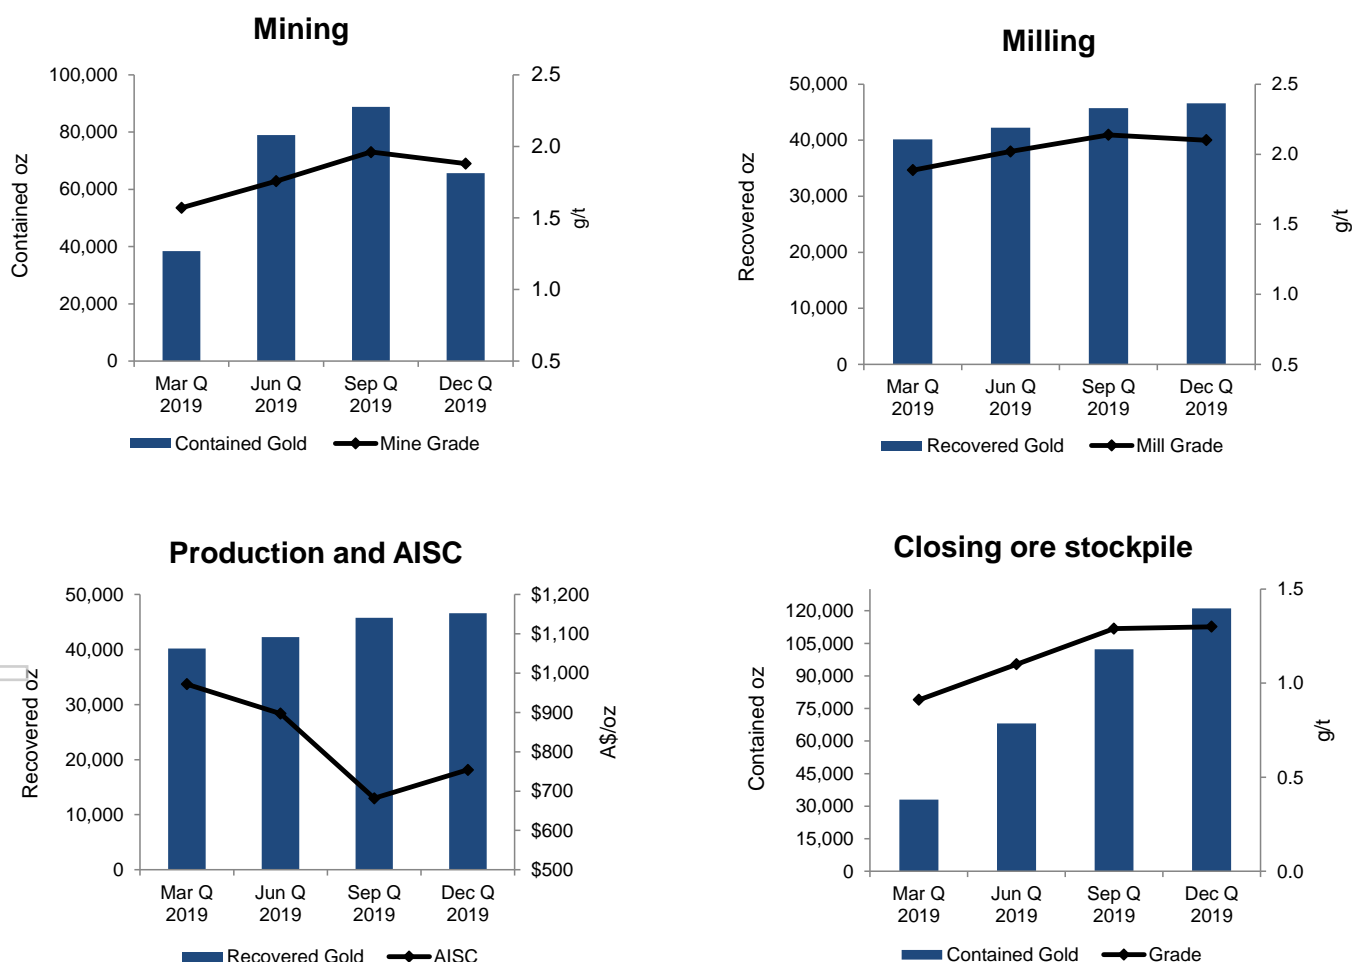 Mining
100,000
80,000
60,000
40,000
20,000
0
Contained oz
2.5
2.0
1.5
1.0
0.5
g/t
Mar Q
2019
Jun Q
2019
Sep Q
2019
Dec Q
2019
Contained Gold
Mine Grade
Milling
50,000
40,000
30,000
20,000
10,000
0
Recovered oz
2.5
2.0
1.5
1.0
0.5
g/t
Mar Q
2019
Jun Q
2019
Sep Q
2019
Dec Q
2019
Recovered Gold
Mill Grade
Production and AISC
50,000
40,000
30,000
20,000
10,000
0
Recovered oz
$1,200
$1,100
$1,000
$900
$800
$700
$600
$500
A$/oz
Mar Q
2019
Jun Q
2019
Sep Q
2019
Dec Q
2019
Recovered Gold
AISC
Closing ore stockpile
120,000
105,000
90,000
75,000
60,000
45,000
30,000
15,000
0
Contained oz
1.5
1.0
0.5
0.0
g/t
Mar Q
2019
Jun Q
2019
Sep Q
2019
Dec Q
2019
Contained Gold
Grade